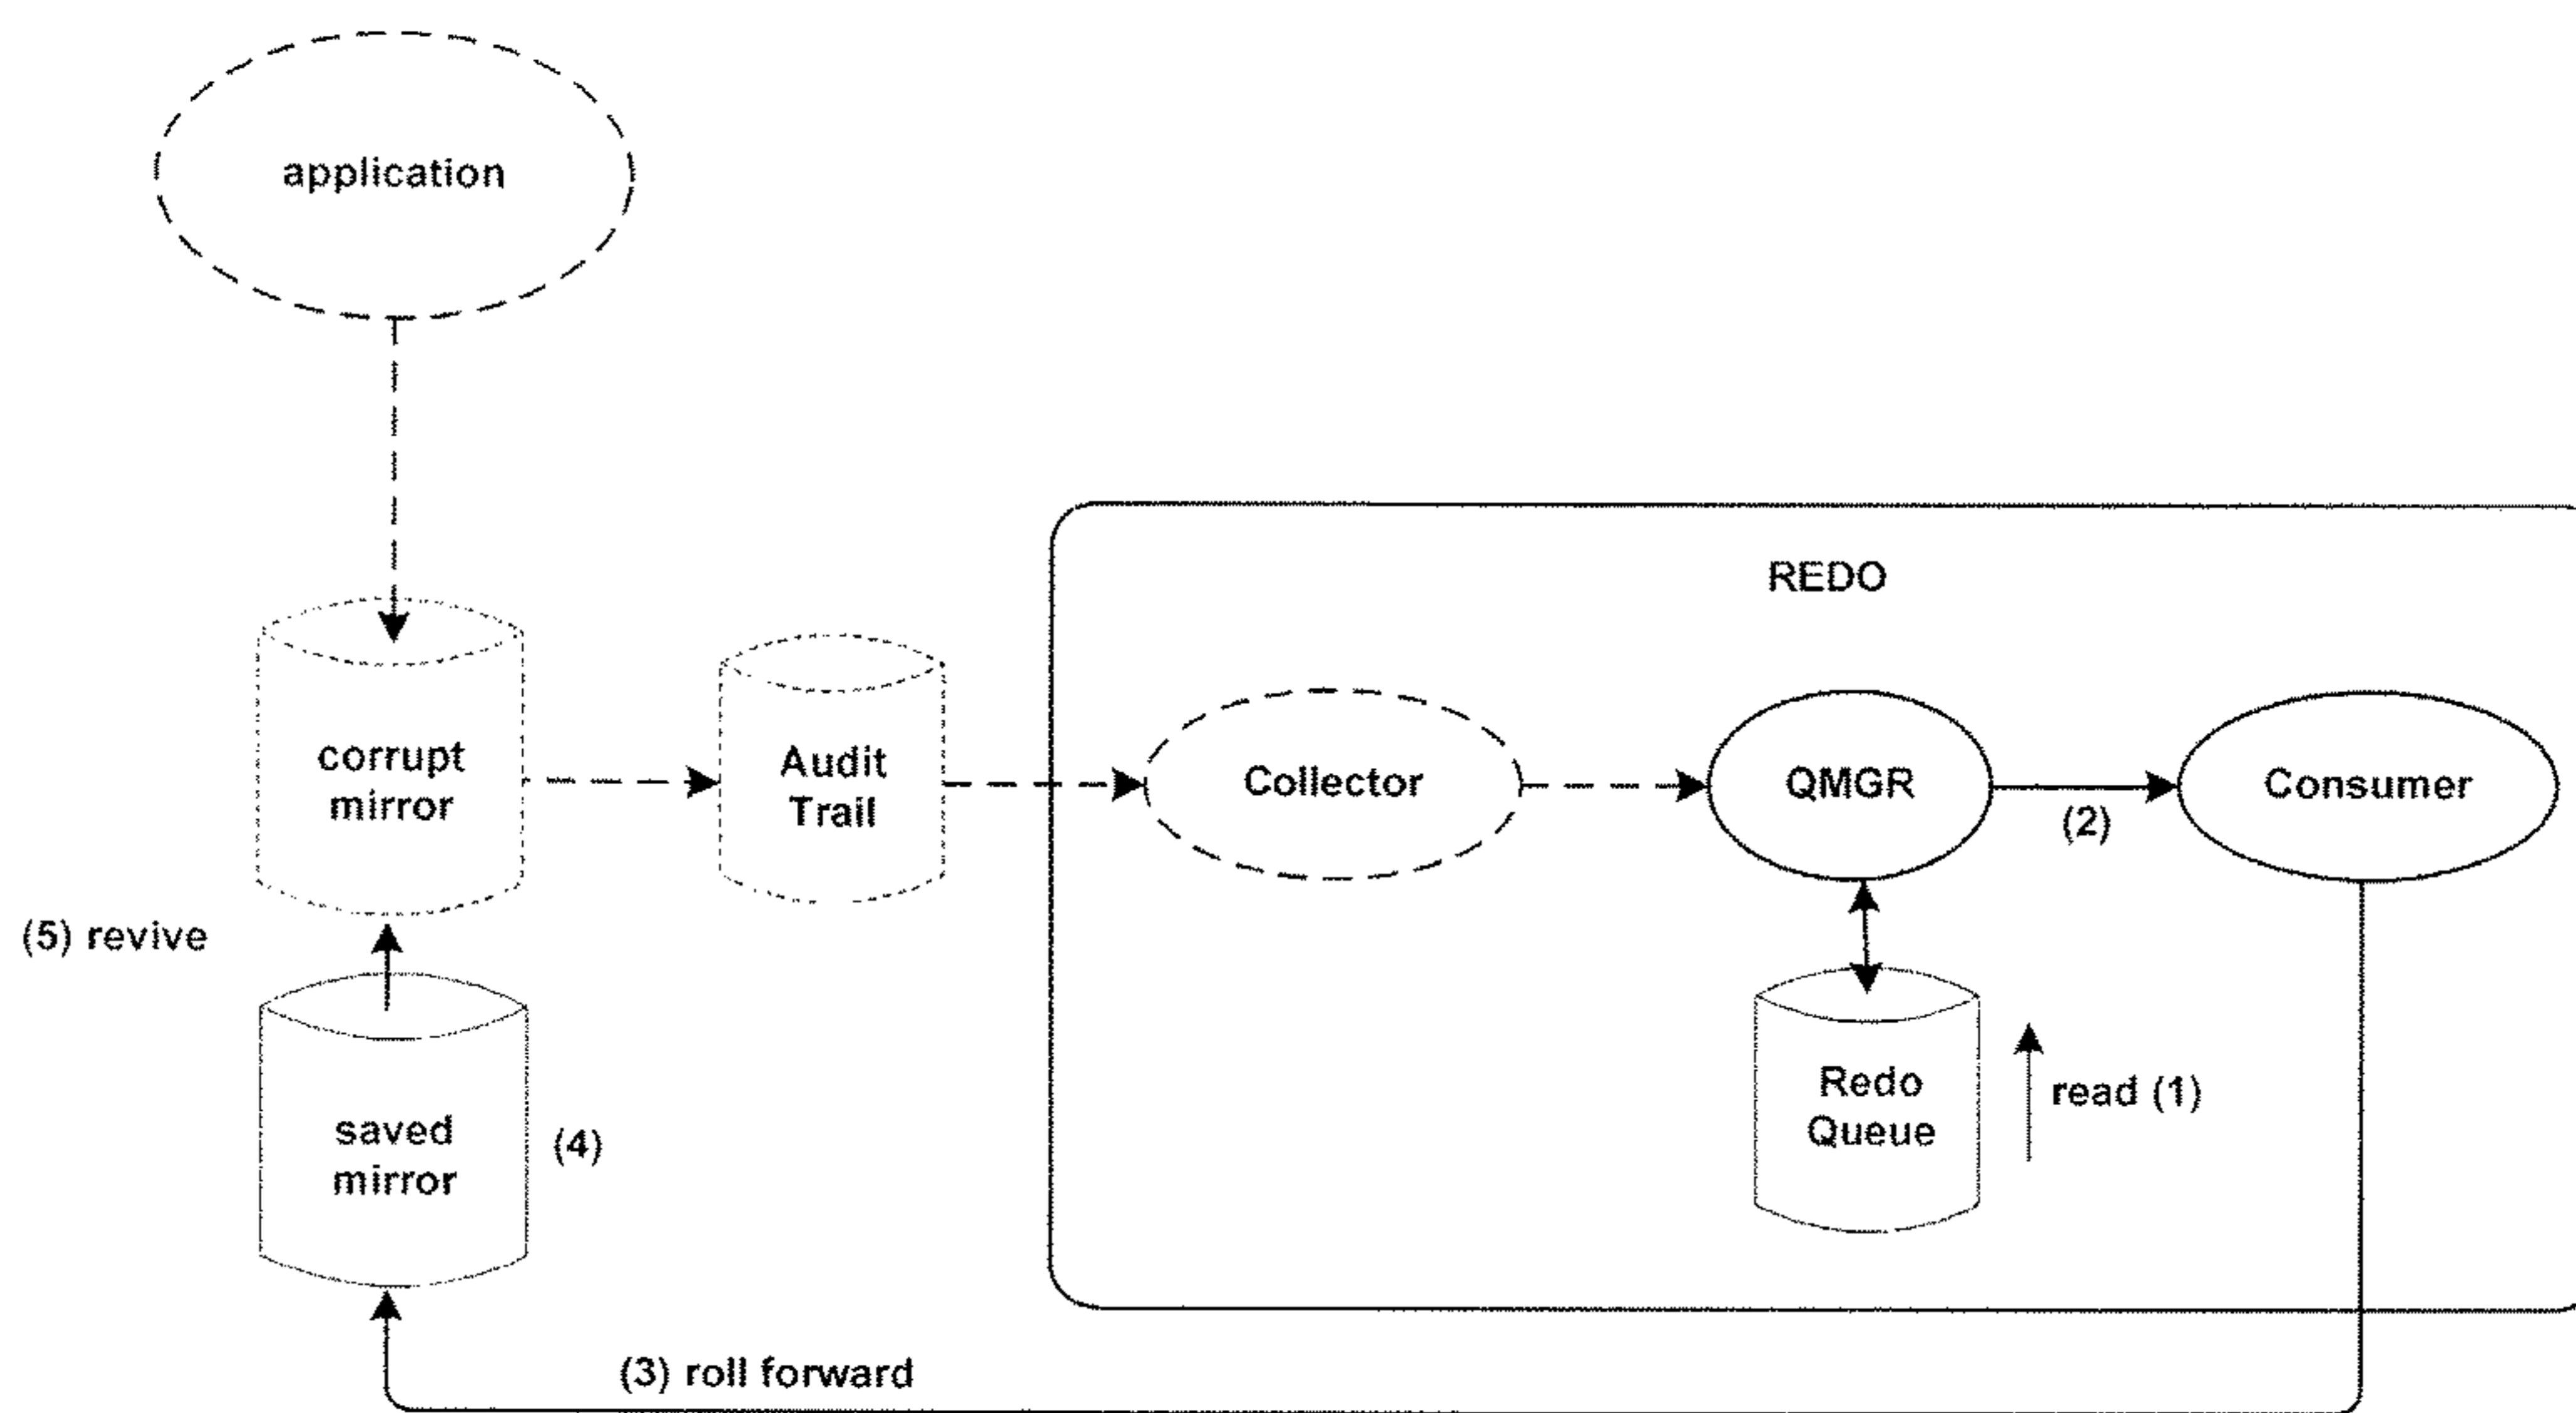 application
REDO
corrupt
mirror
Audit
Trail
Collector
QMGR
(2)
Consumer
(5) revive
saved
mirror
(4)
Redo
Queue
read (1)
(3) roll forward